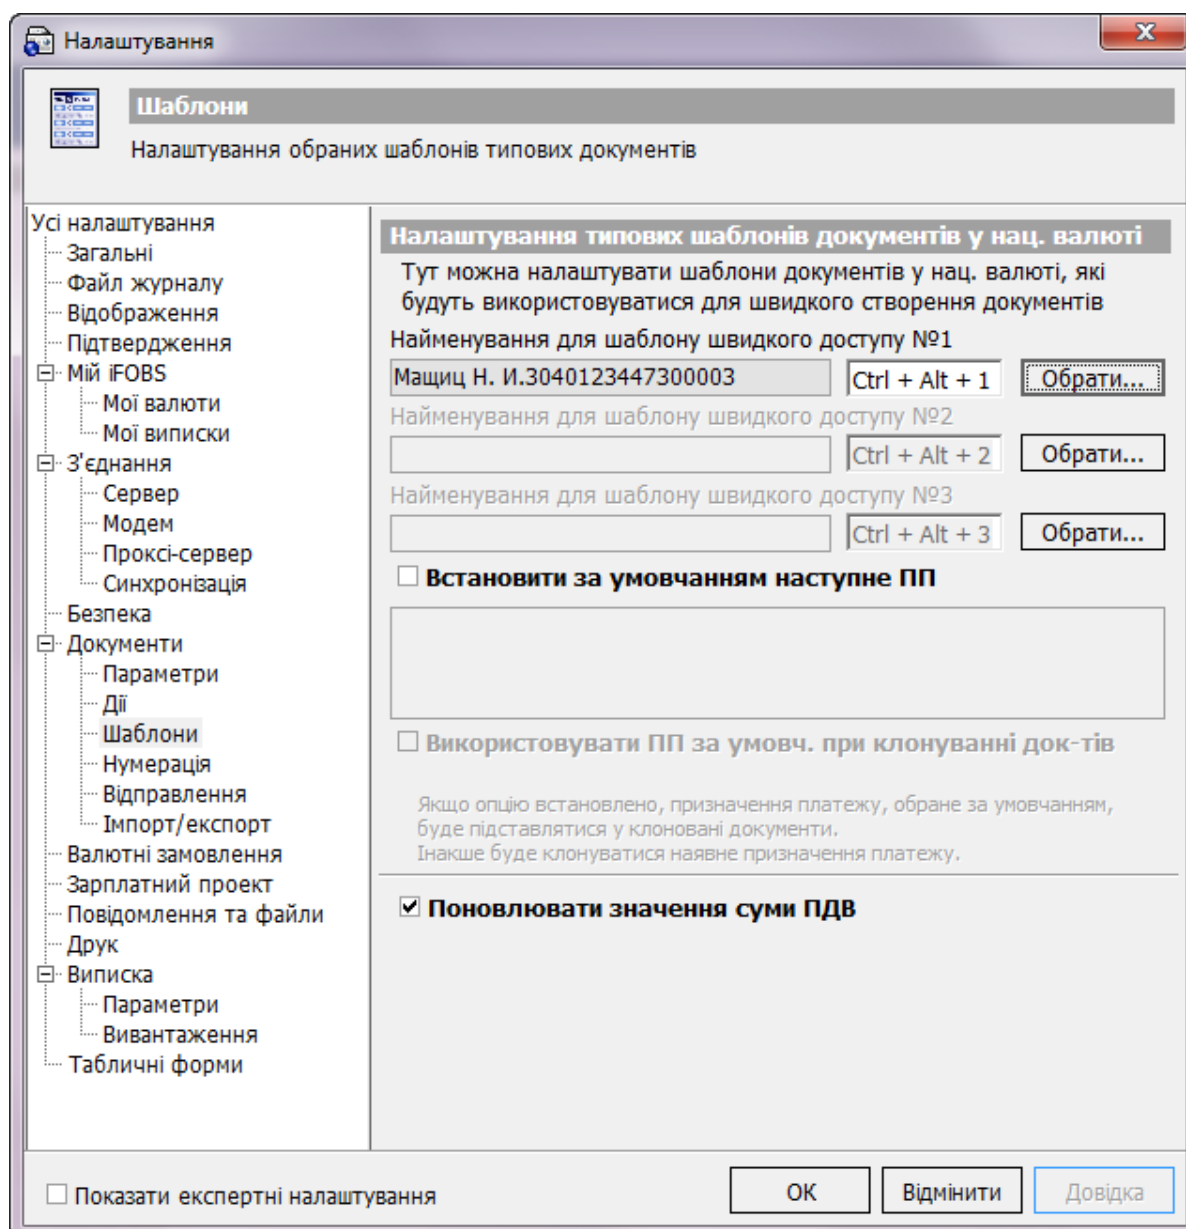 Налаштування
Шаблони
Налаштування обраних шаблонів типових документів
Усі налаштування
Загальні
Файл журналу
Відображення
Підтвердження
Мій iFOBS
Мої валюти
Мої виписки
З'єднання
Сервер
Модем
Проксі-сервер
Синхронізація
Безпека
Документи
Параметри
Дії
Шаблони
Нумерація
Відправлення
Імпорт/експорт
Валютні замовлення
Зарплатний проект
Повідомлення та файли
Друк
Виписка
Параметри
Вивантаження
Табличні форми
Налаштування типових шаблонів документів у нац. валюті
Тут можна налаштувати шаблони документів у нац. валюті, які
будуть використовуватися для швидкого створення документів
Найменування для шаблону швидкого доступу №1
Мащиц Н. И.3040123447300003 Ctrl + Alt + 1 Обрати...
Найменування для шаблону швидкого доступу №2
Ctrl + Alt + 2 Обрати...
Найменування для шаблону швидкого доступу №3
Ctrl + Alt + 3 Обрати...
Встановити за умовчанням наступне ПП
Використовувати ПП за умовч. при клонуванні док-тів
Якщо опцію встановлено, призначення платежу, обране за умовчанням,
буде підставлятися у клоновані документи.
Інакше буде клонуватися наявне призначення платежу.
Поновлювати значення суми ПДВ
Показати експертні налаштування
ОК Відмінити Довідка